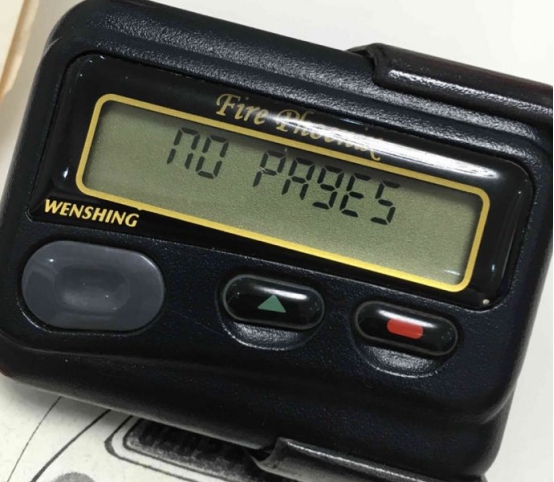 Fire Phoenix
NO PAGES
WENSHING